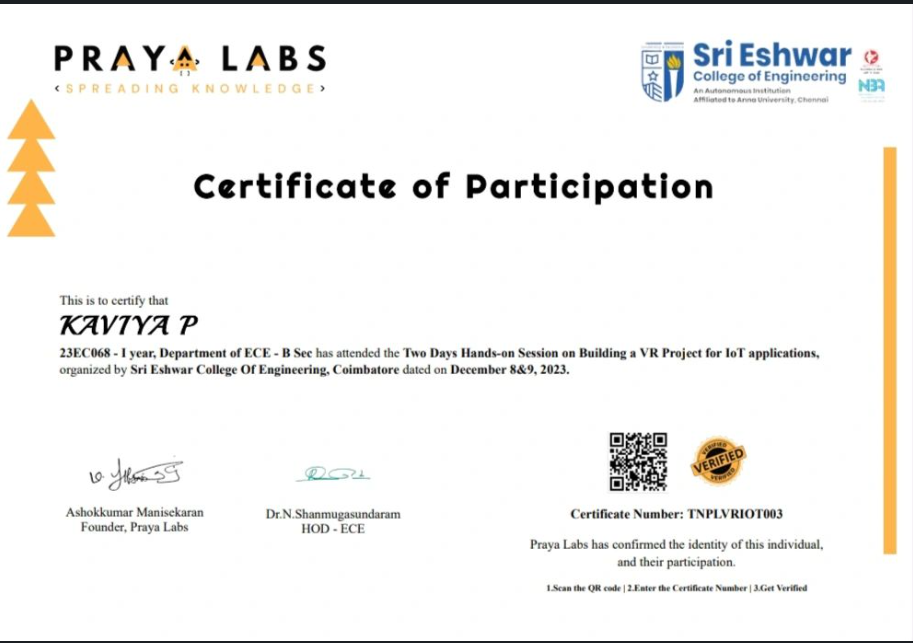 PRAYA LABS
<SPREADING KNOWLEDGE>
Sri Eshwar
College of Engineering
An Autonomous Institution
Affiliated to Anna University, Chennai
NBA
Certificate of Participation
This is to certify that
KAVIYA P
23EC068 - I year, Department of ECE - B Sec has attended the Two Days Hands-on Session on Building a VR Project for IoT applications,
organized by Sri Eshwar College Of Engineering, Coimbatore dated on December 8&9, 2023.
VERIFIED
VERIFIED
VERIFIED
Ashokkumar Manisekaran
Founder, Praya Labs
Dr.N.Shanmugasundaram
HOD - ECE
Certificate Number: TNPLVRIOT003
Praya Labs has confirmed the identity of this individual,
and their participation.
1.Scan the QR code | 2.Enter the Certificate Number | 3.Get Verified